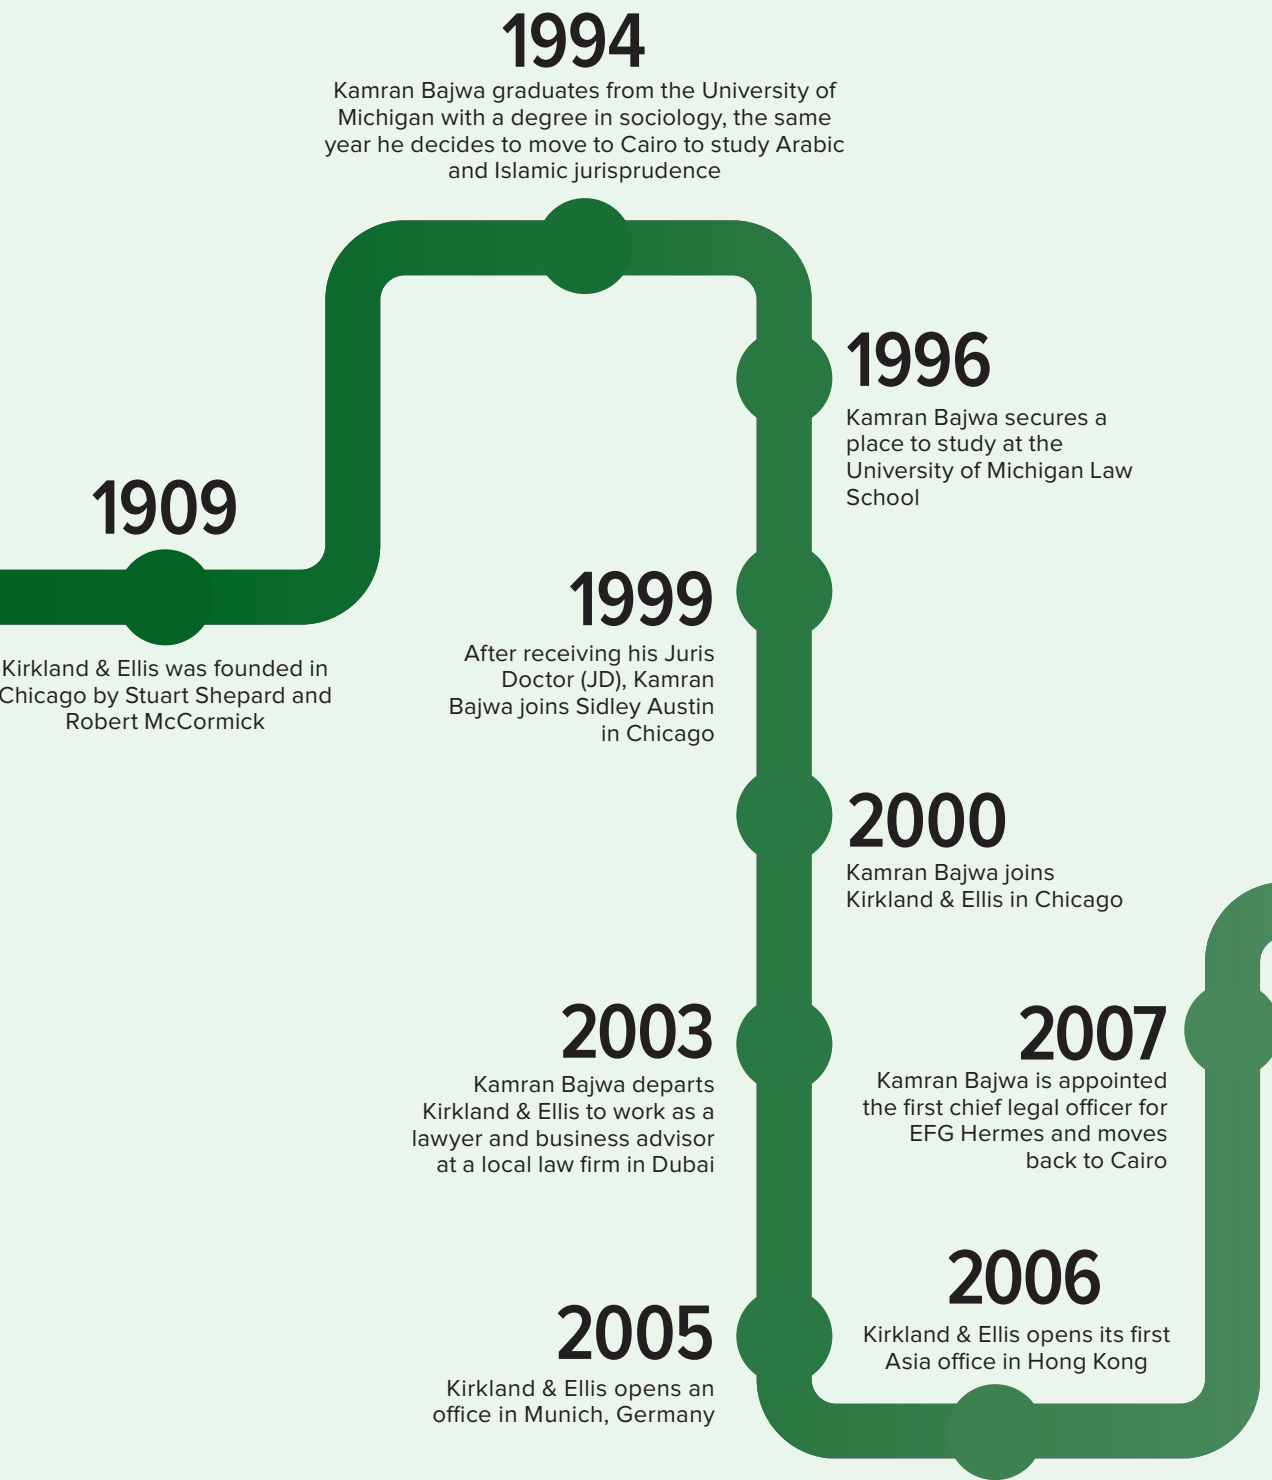 1994
Kamran Bajwa graduates from the University of
Michigan with a degree in sociology, the same
year he decides to move to Cairo to study Arabic
and Islamic jurisprudence
1909
Kirkland & Ellis was founded in
Chicago by Stuart Shepard and
Robert McCormick
1996
Kamran Bajwa secures a
place to study at the
University of Michigan Law
School
1999
After receiving his Juris
Doctor (JD), Kamran
Bajwa joins Sidley Austin
in Chicago
2000
Kamran Bajwa joins
Kirkland & Ellis in Chicago
2003
Kamran Bajwa departs
Kirkland & Ellis to work as a
lawyer and business advisor
at a local law firm in Dubai
2005
Kirkland & Ellis opens an
office in Munich, Germany
2006
Kirkland & Ellis opens its first
Asia office in Hong Kong
2007
Kamran Bajwa is appointed
the first chief legal officer for
EFG Hermes and moves
back to Cairo